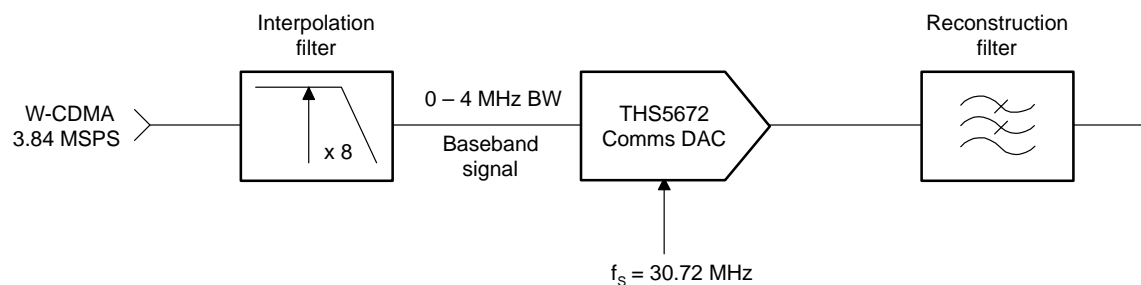 Interpolation
filter
Reconstruction
filter
W-CDMA
3.84 MSPS
x 8
0 – 4 MHz BW
Baseband
signal
THS5672
Comms DAC
fS = 30.72 MHz